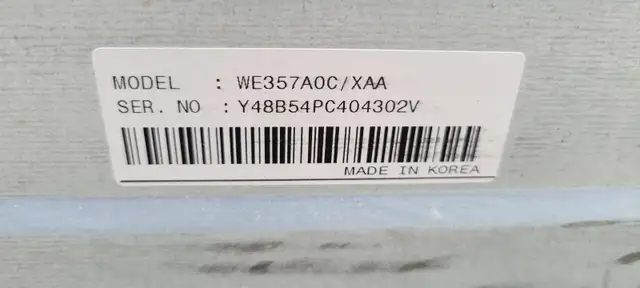 MODEL : WE357A0C/XAA
SER. NO : Y48B54PC404302V
MADE IN KOREA